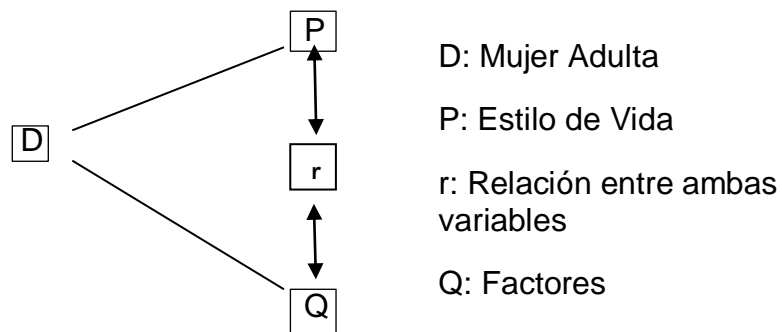 P
D
r
Q
D: Mujer Adulta
P: Estilo de Vida
r: Relación entre ambas
variables
Q: Factores